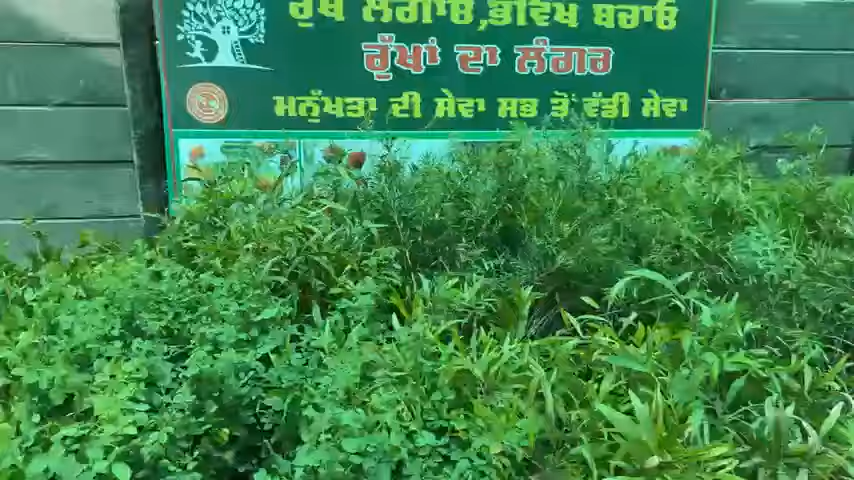 ਰੁੱਖ ਲਗਾਓ, ਭਵਿਖ ਬਚਾਓ
ਰੁੱਖਾਂ ਦਾ ਲੰਗਰ
ਮਨੁੱਖਤਾ ਦੀ ਸੇਵਾ ਸਭ ਤੋਂ ਵੱਡੀ ਸੇਵਾ